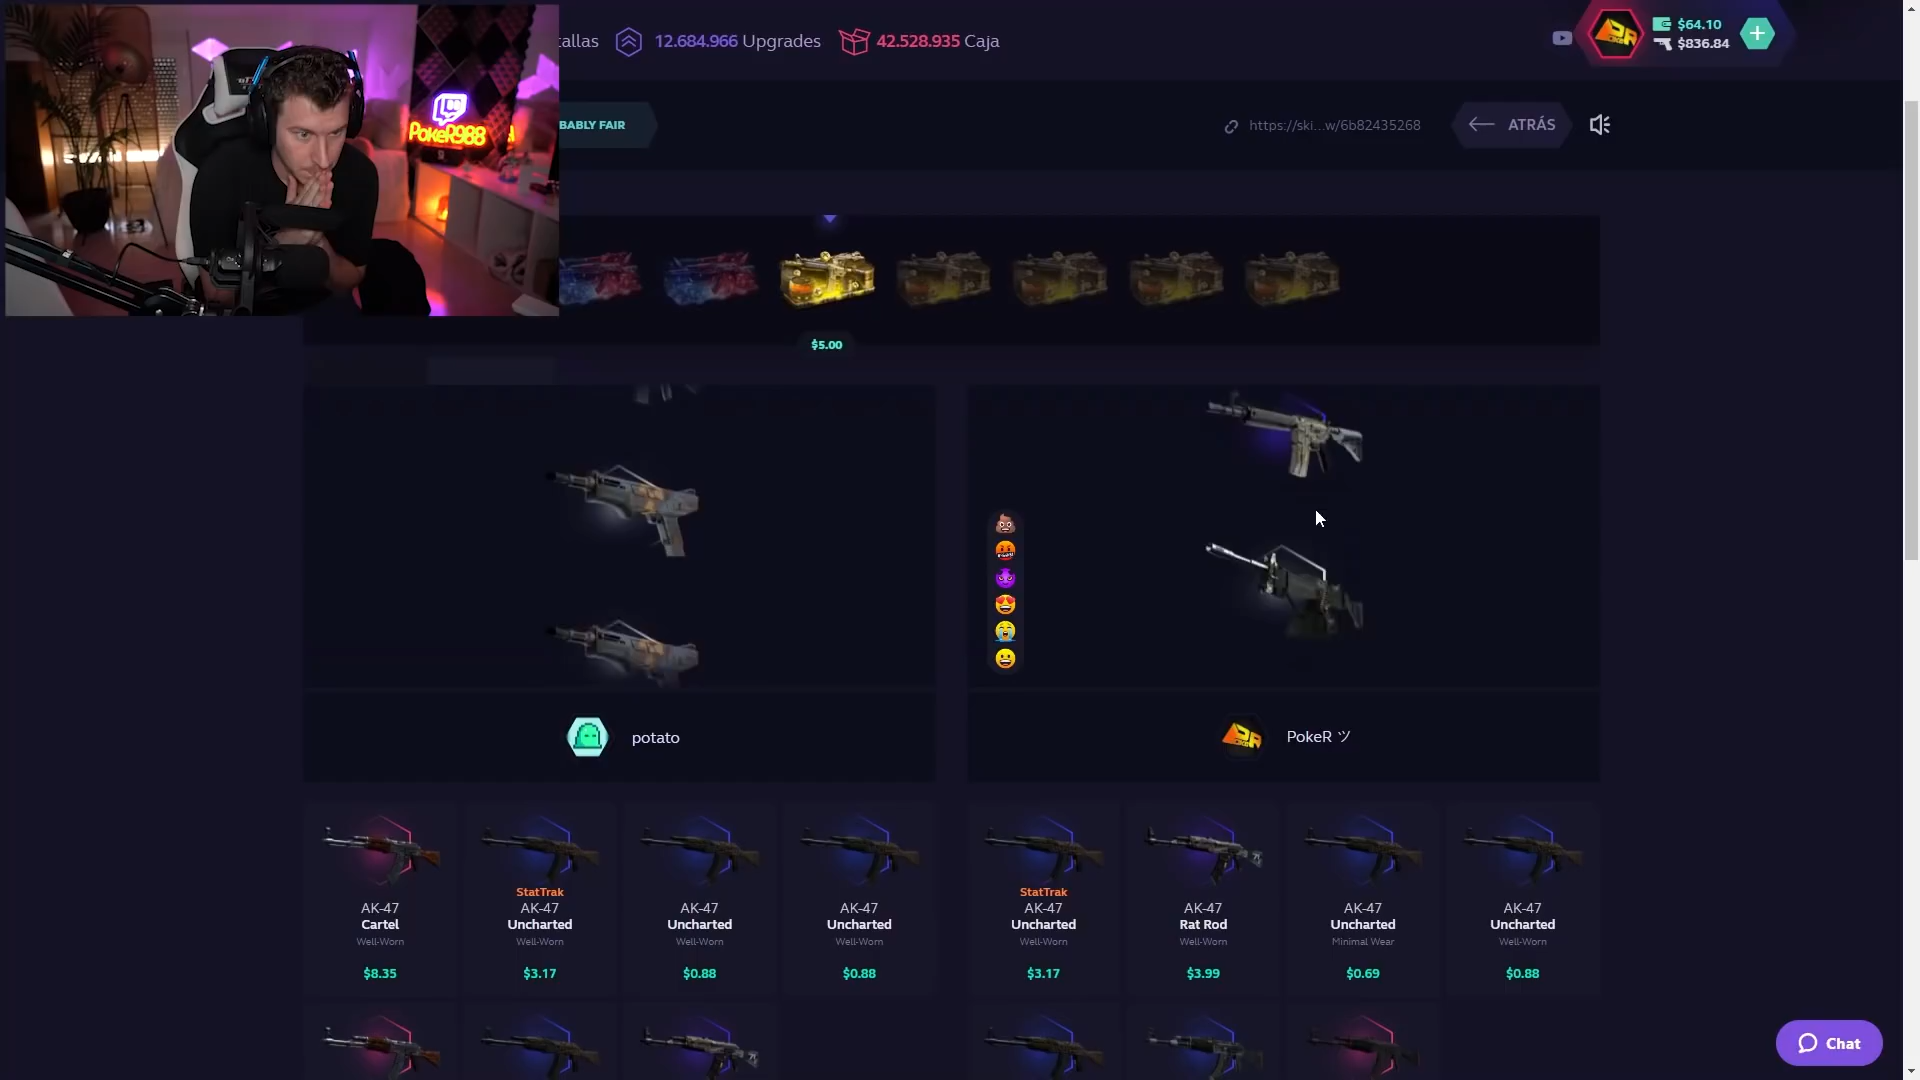 tallas
12.684.966 Upgrades
42.528.935 Caja
$64.10
$836.84
PokeR988
BABLY FAIR
https://ski...w/6b82435268
ATRÁS
$5.00
potato
PokeR ツ
AK-47
Cartel
Well-Worn
$8.35
StatTrak
AK-47
Uncharted
Well-Worn
$3.17
AK-47
Uncharted
Well-Worn
$0.88
AK-47
Uncharted
Well-Worn
$0.88
StatTrak
AK-47
Uncharted
Well-Worn
$3.17
AK-47
Rat Rod
Well-Worn
$3.99
AK-47
Uncharted
Minimal Wear
$0.69
AK-47
Uncharted
Well-Worn
$0.88
Chat